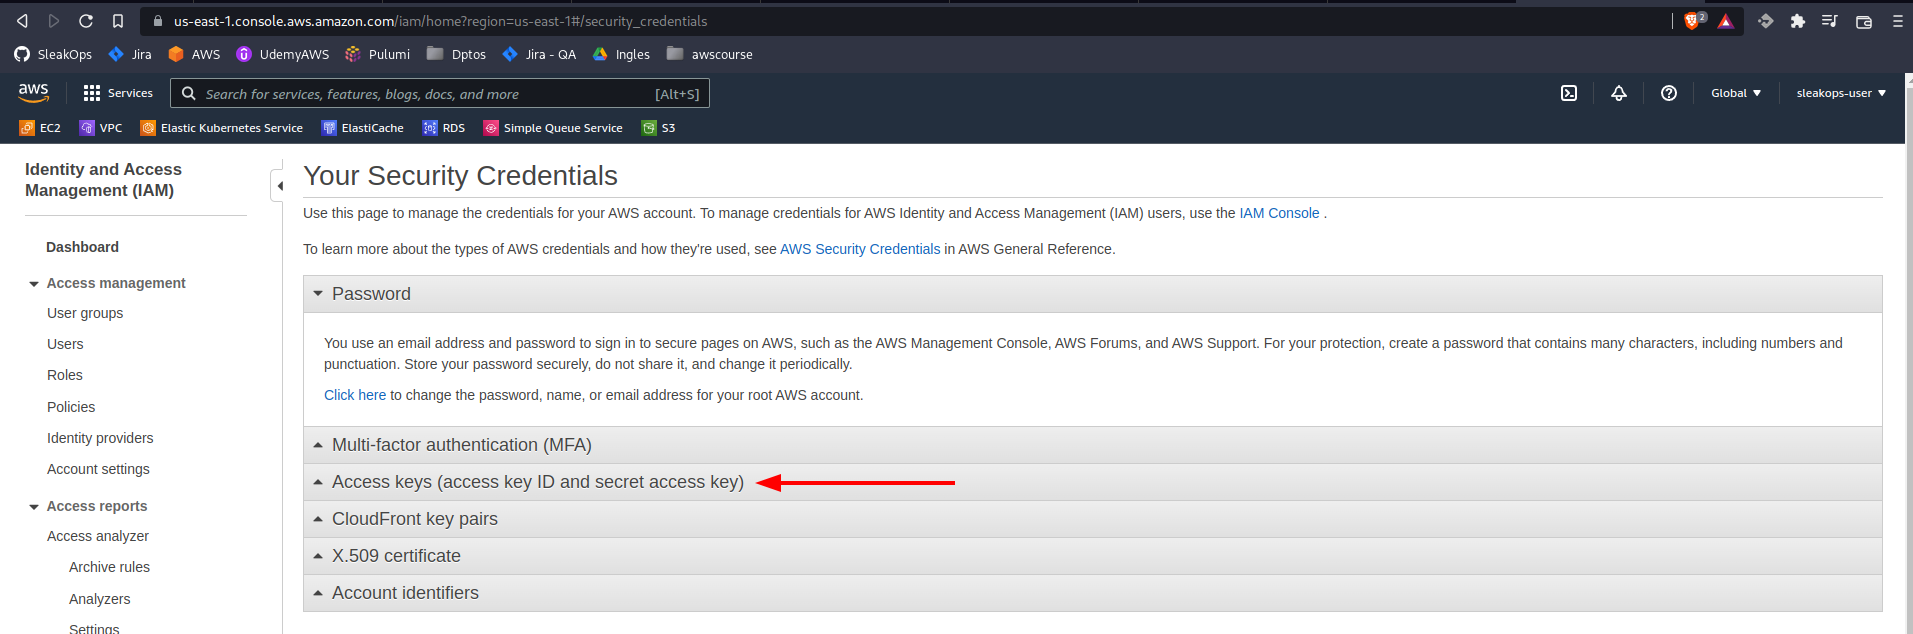 us-east-1.console.aws.amazon.com/iam/home?region=us-east-1#/security_credentials
2
SleakOps Jira AWS UdemyAWS Pulumi Dptos Jira - QA Ingles awscourse
aws Services Search for services, features, blogs, docs, and more [Alt+S] Global sleakops-user
EC2 VPC Elastic Kubernetes Service ElastiCache RDS Simple Queue Service S3
Identity and Access
Management (IAM)
Dashboard
Access management
User groups
Users
Roles
Policies
Identity providers
Account settings
Access reports
Access analyzer
Archive rules
Analyzers
Settings
Your Security Credentials
Use this page to manage the credentials for your AWS account. To manage credentials for AWS Identity and Access Management (IAM) users, use the IAM Console .
To learn more about the types of AWS credentials and how they're used, see AWS Security Credentials in AWS General Reference.
Password
You use an email address and password to sign in to secure pages on AWS, such as the AWS Management Console, AWS Forums, and AWS Support. For your protection, create a password that contains many characters, including numbers and
punctuation. Store your password securely, do not share it, and change it periodically.
Click here to change the password, name, or email address for your root AWS account.
Multi-factor authentication (MFA)
Access keys (access key ID and secret access key)
CloudFront key pairs
X.509 certificate
Account identifiers